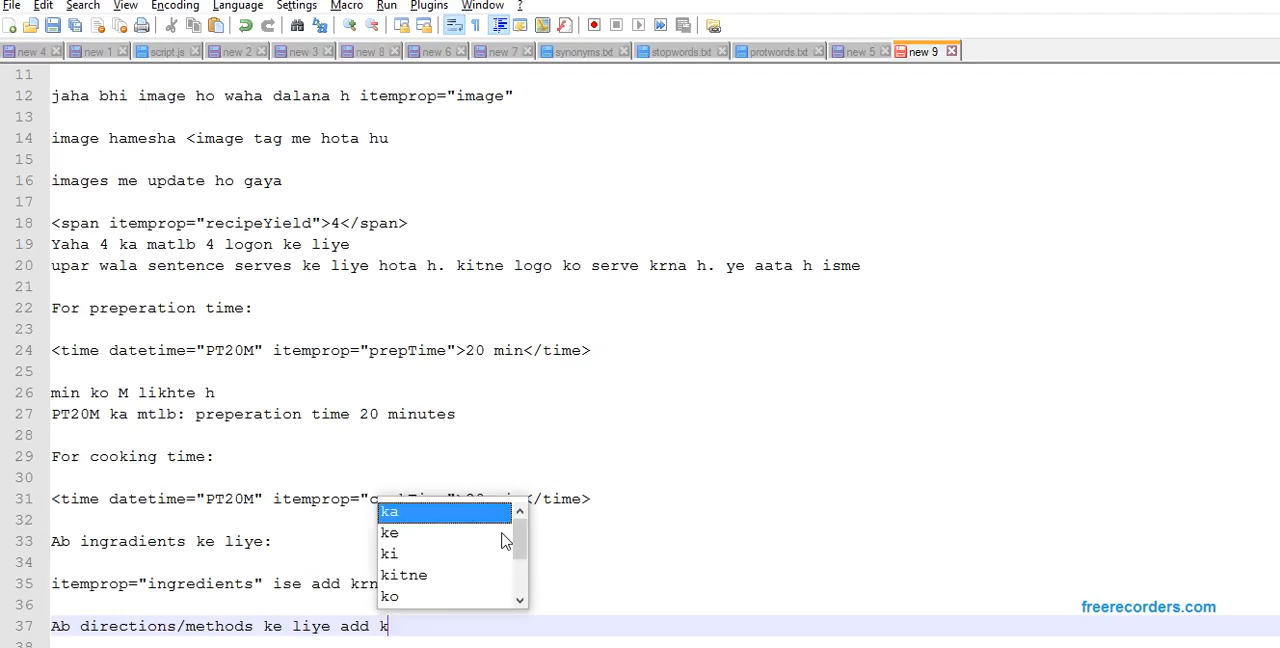 File Edit Search View Encoding Language Settings Macro Run Plugins Window ?
new 4 new 1 script.js new 2 new 3 new 8 new 6 new 7 synonyms.txt stopwords.txt protwords.txt new 5 new 9
11
12 jaha bhi image ho waha dalana h itemprop="image"
13
14 image hamesha <image tag me hota hu
15
16 images me update ho gaya
17
18 <span itemprop="recipeYield">4</span>
19 Yaha 4 ka matlb 4 logon ke liye
20 upar wala sentence serves ke liye hota h. kitne logo ko serve krna h. ye aata h isme
21
22 For preperation time:
23
24 <time datetime="PT20M" itemprop="prepTime">20 min</time>
25
26 min ko M likhte h
27 PT20M ka mtlb: preperation time 20 minutes
28
29 For cooking time:
30
31 <time datetime="PT20M" itemprop="</time>
ka
32
ke
33 Ab ingradients ke liye:
ki
34
kitne
35 itemprop="ingredients" ise add krn
ko
36
freerecorders.com
37 Ab directions/methods ke liye add k
38